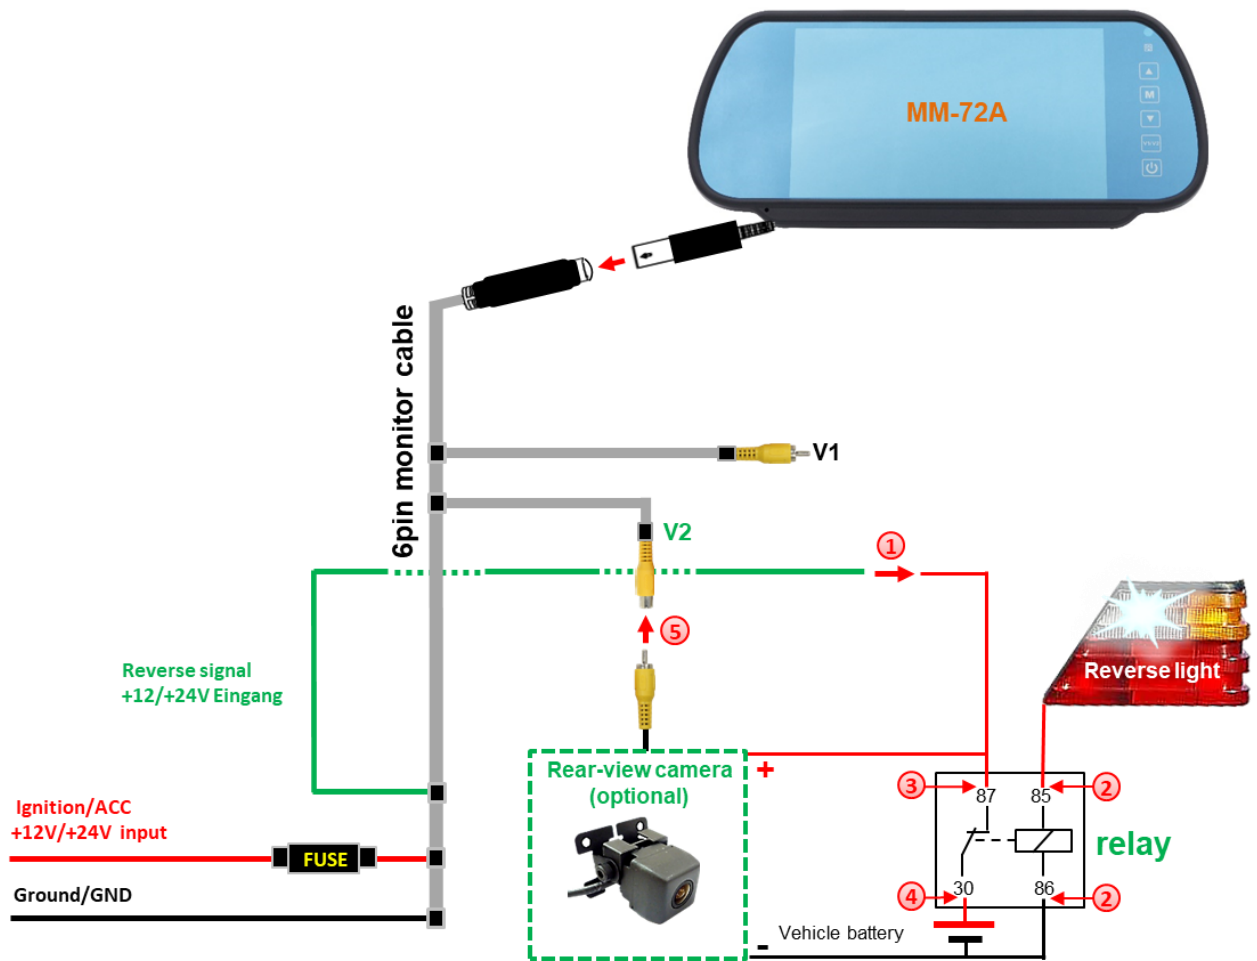 MM-72A
M
6pin monitor cable
V1
V2
1
5
Reverse signal
+12/+24V Eingang
Reverse light
Rear-view camera
(optional)
+
3
87
85
2
Ignition/ACC
+12V/+24V input
FUSE
relay
Ground/GND
4
30
86
2
Vehicle battery
-